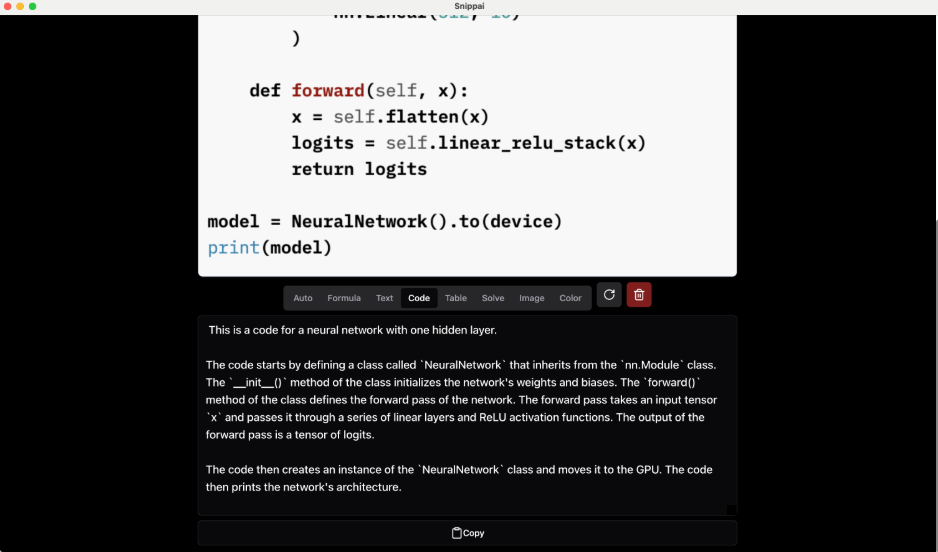 Snippai
nn.Linear(512, 10)
)
def forward(self, x):
x = self.flatten(x)
logits = self.linear_relu_stack(x)
return logits
model = NeuralNetwork().to(device)
print(model)
Auto Formula Text Code Table Solve Image Color
This is a code for a neural network with one hidden layer.
The code starts by defining a class called `NeuralNetwork` that inherits from the `nn.Module` class.
The `__init__()` method of the class initializes the network's weights and biases. The `forward()`
method of the class defines the forward pass of the network. The forward pass takes an input tensor
`x` and passes it through a series of linear layers and ReLU activation functions. The output of the
forward pass is a tensor of logits.
The code then creates an instance of the `NeuralNetwork` class and moves it to the GPU. The code
then prints the network's architecture.
Copy